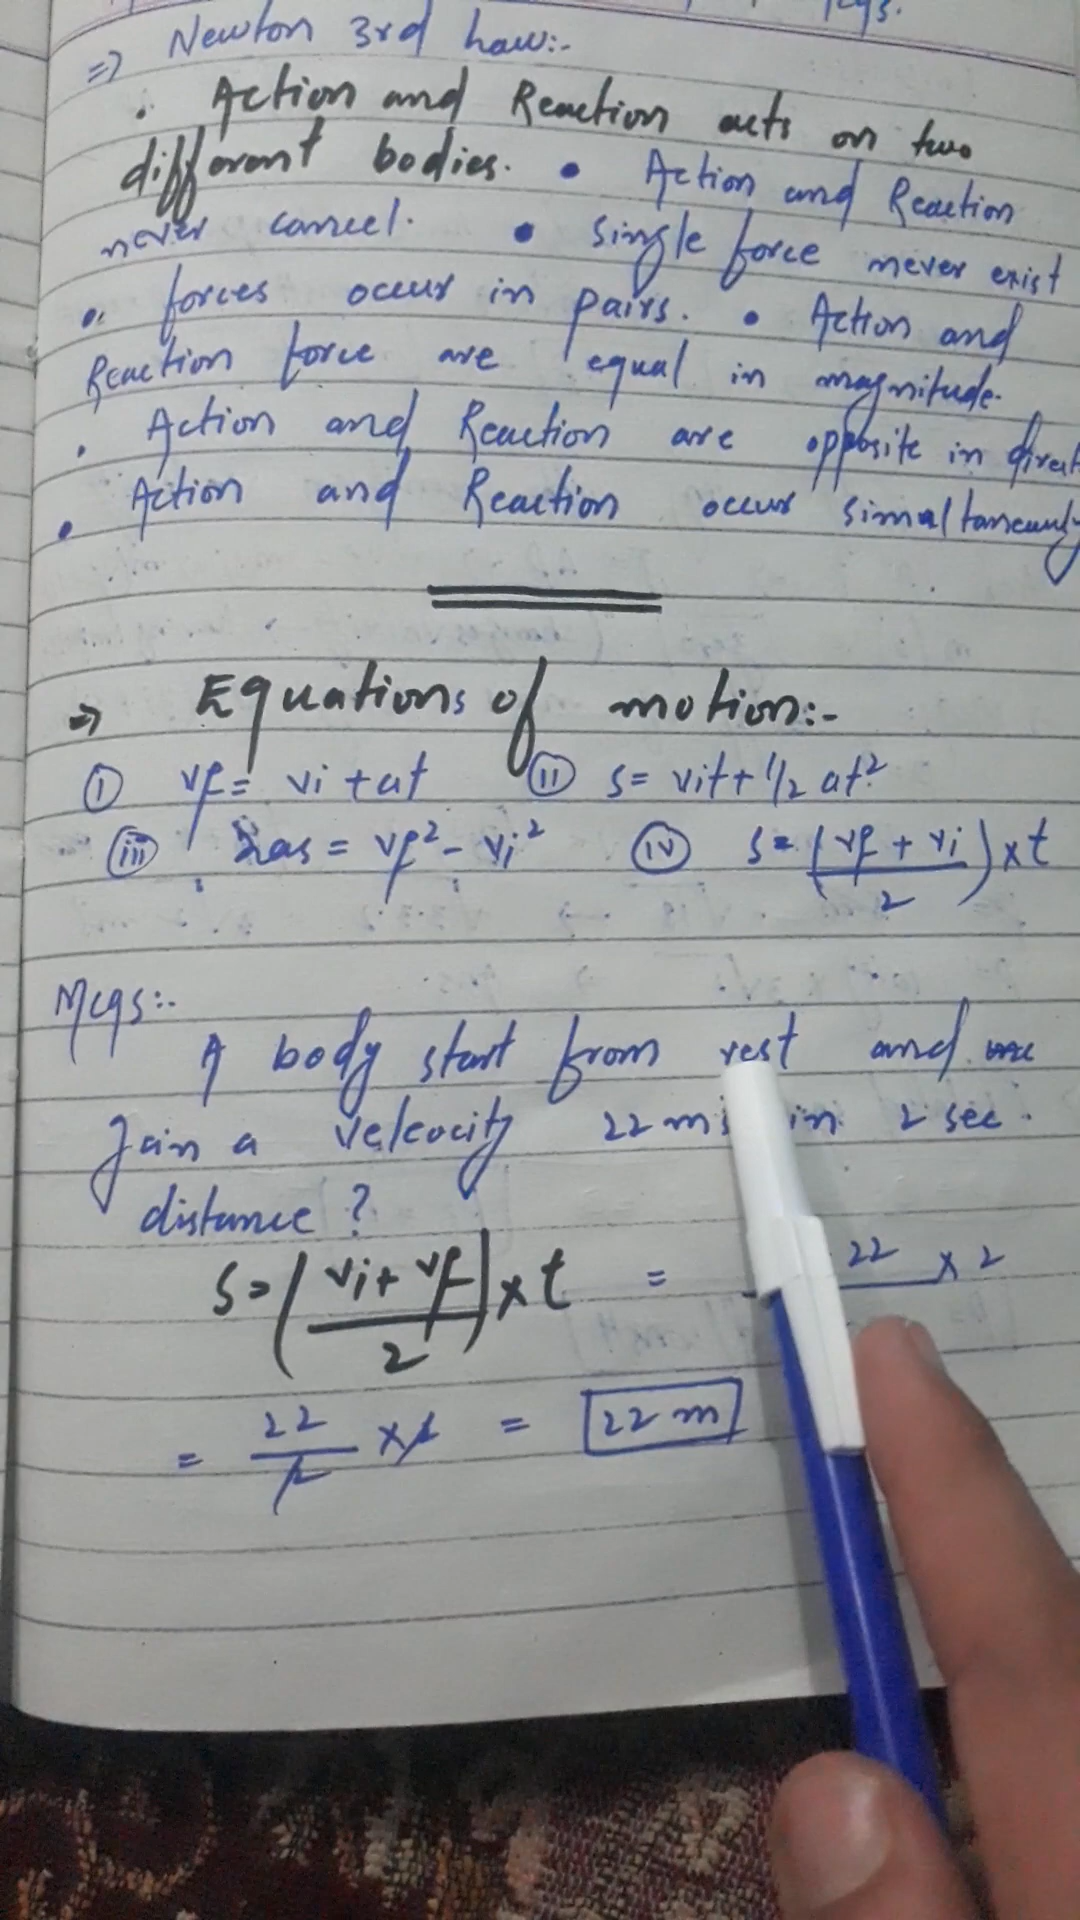 ⇒ Newton 3rd Law:-
• Action and Reaction acts on two
different bodies. • Action and Reaction
never cancel. • Single force never exist
• forces occur in pairs. • Action and
Reaction force are equal in magnitude.
• Action and Reaction are opposite in direct
• Action and Reaction occur simaltaneously
⇒ Equations of motion:-
(i) vf = vi + at (ii) s = vit + 1/2 at²
(iii) 2as = vf² - vi² (iv) s = (vf + vi / 2) × t
Mcqs:-
A body start from rest and
gain a velocity 22 ms in 2 sec.
distance?
S = (vi + vf / 2) × t = 22 × 2
= 22/2 × 2 = 22 m